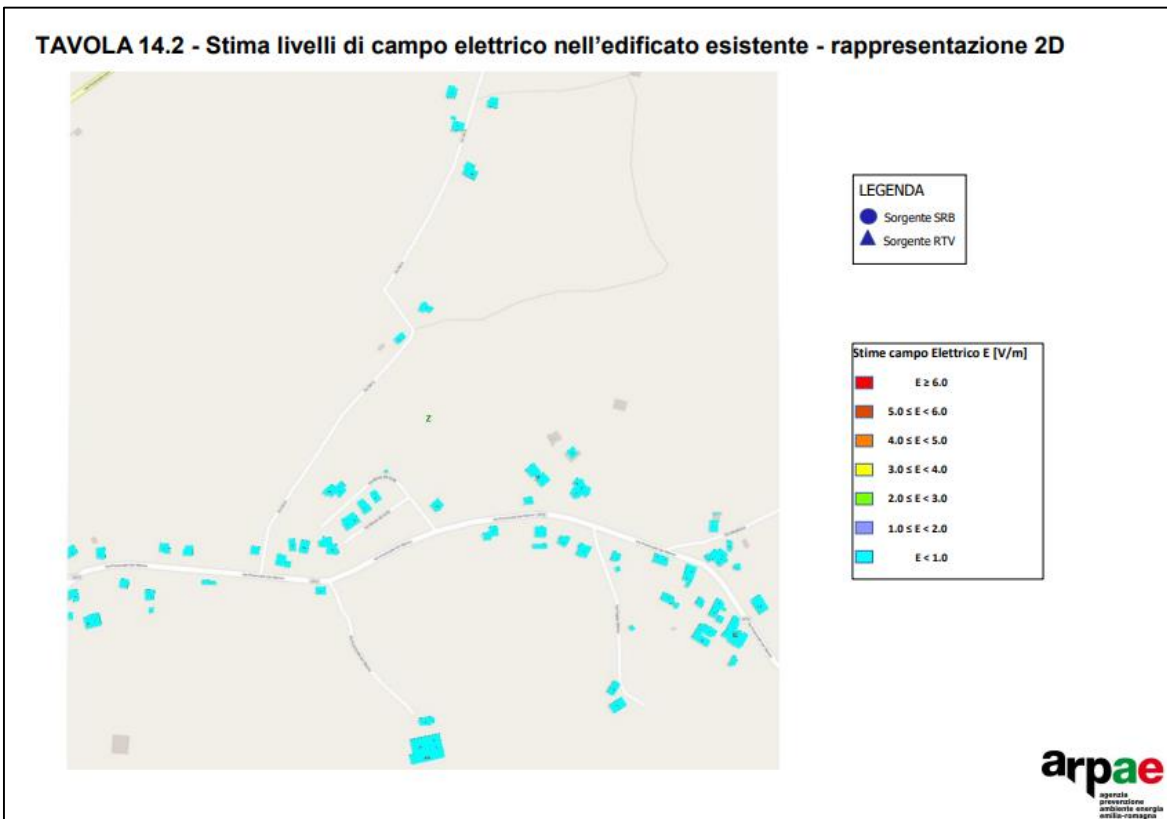 TAVOLA 14.2 - Stima livelli di campo elettrico nell'edificato esistente - rappresentazione 2D
LEGENDA
Sorgente SRB
Sorgente RTV
z
Stime campo Elettrico E [V/m]
E ≥ 6.0
5.0 ≤ E < 6.0
4.0 ≤ E < 5.0
3.0 ≤ E < 4.0
2.0 ≤ E < 3.0
1.0 ≤ E < 2.0
E < 1.0
arpae
agenzia
prevenzione
ambiente energia
emilia-romagna